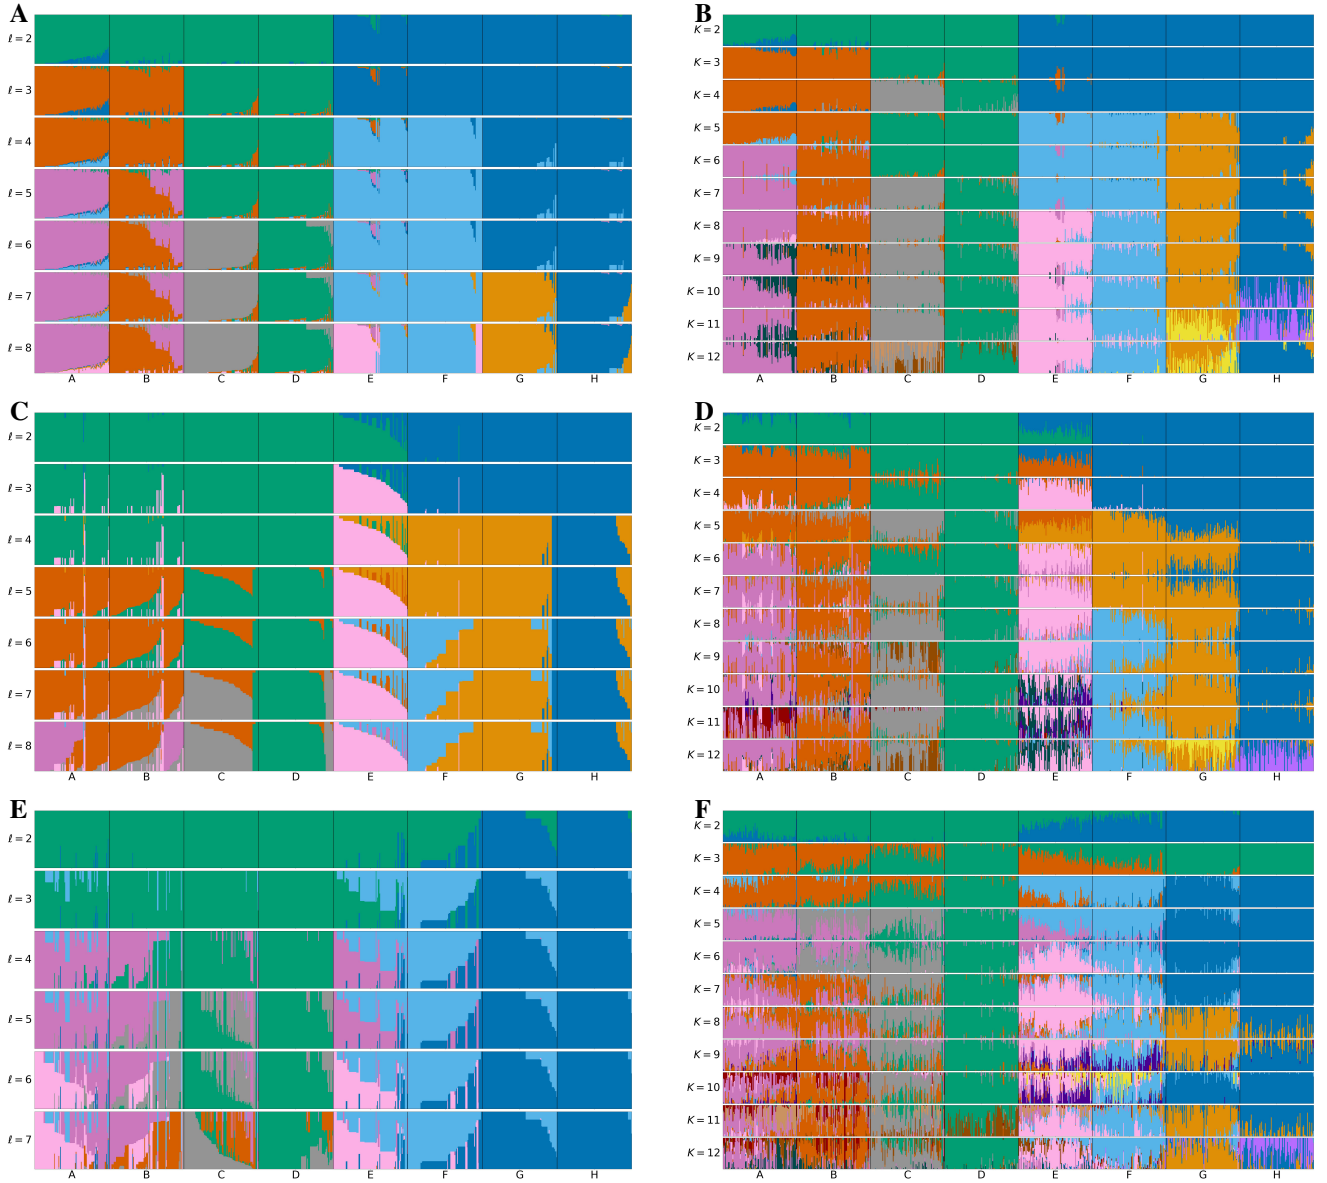 A
ℓ = 2
ℓ = 3
ℓ = 4
ℓ = 5
ℓ = 6
ℓ = 7
ℓ = 8
A B C D E F G H
B
K = 2
K = 3
K = 4
K = 5
K = 6
K = 7
K = 8
K = 9
K = 10
K = 11
K = 12
A B C D E F G H
C
ℓ = 2
ℓ = 3
ℓ = 4
ℓ = 5
ℓ = 6
ℓ = 7
ℓ = 8
A B C D E F G H
D
K = 2
K = 3
K = 4
K = 5
K = 6
K = 7
K = 8
K = 9
K = 10
K = 11
K = 12
A B C D E F G H
E
ℓ = 2
ℓ = 3
ℓ = 4
ℓ = 5
ℓ = 6
ℓ = 7
A B C D E F G H
F
K = 2
K = 3
K = 4
K = 5
K = 6
K = 7
K = 8
K = 9
K = 10
K = 11
K = 12
A B C D E F G H